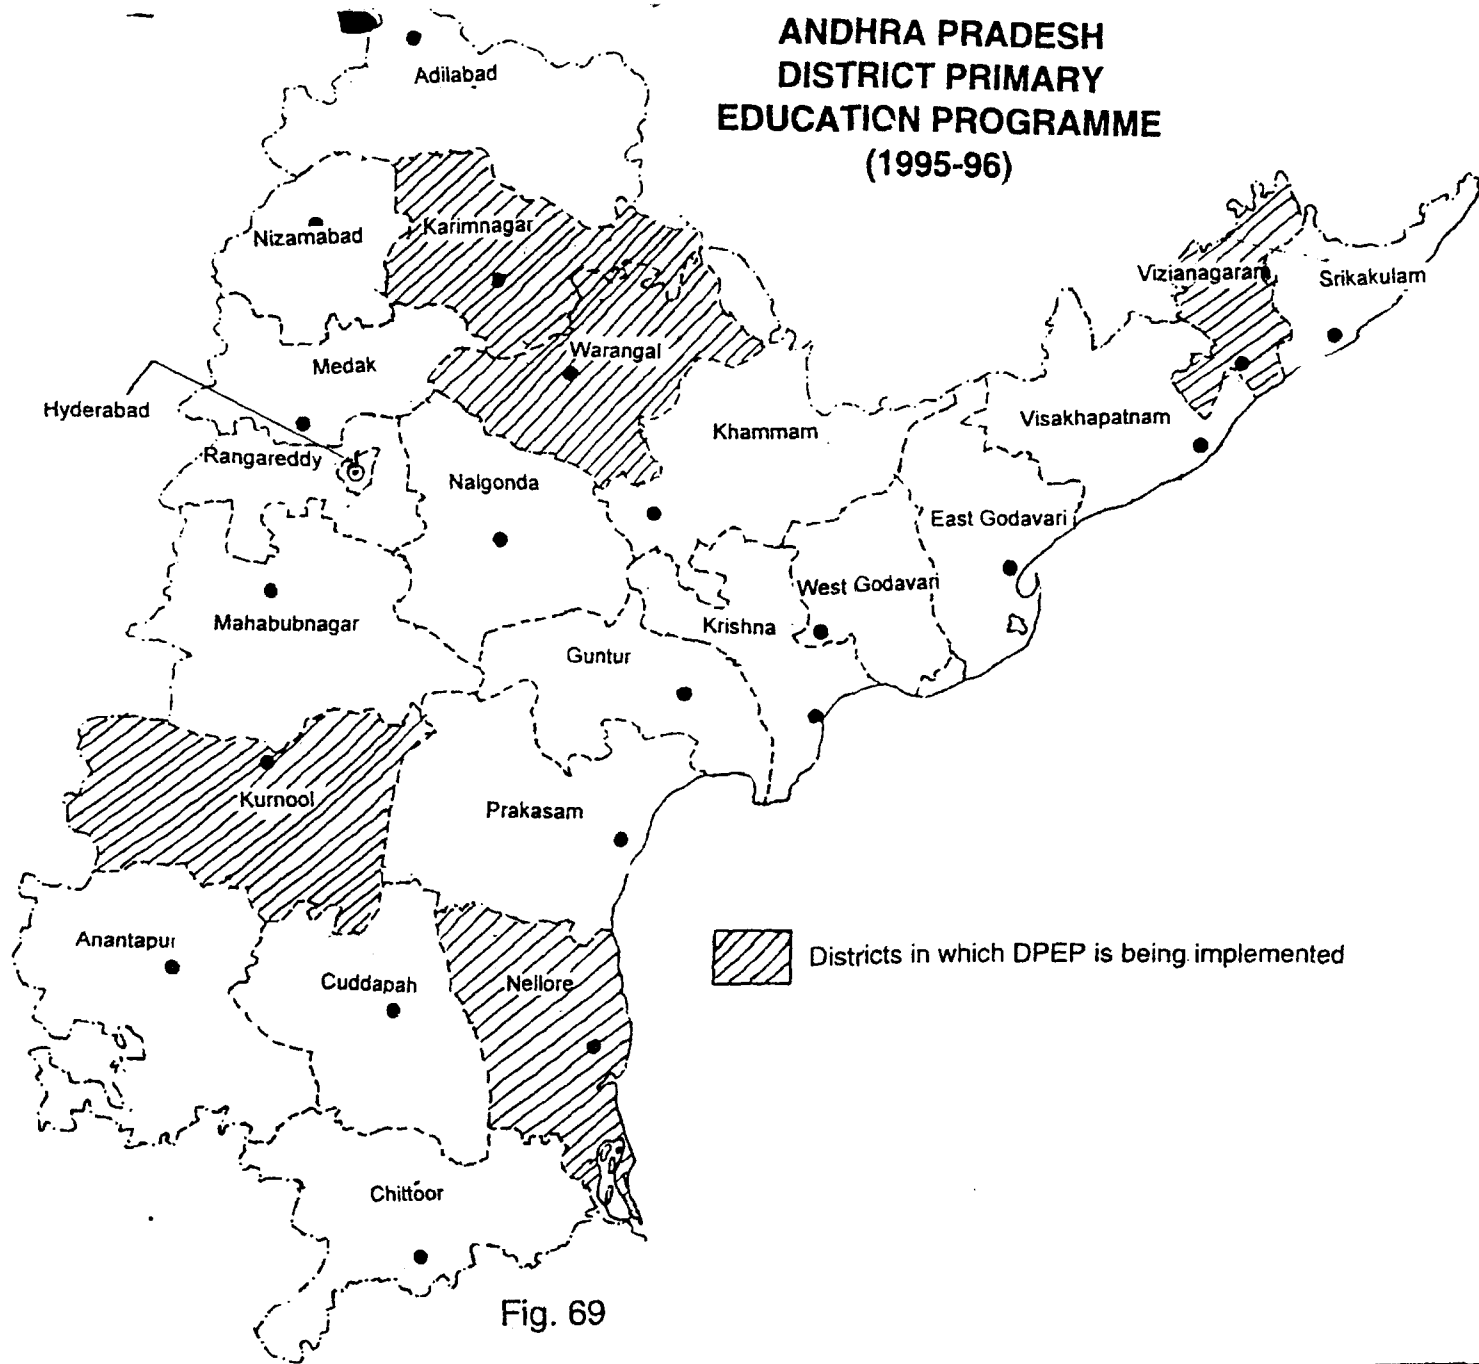 ANDHRA PRADESH
DISTRICT PRIMARY
EDUCATION PROGRAMME
(1995-96)
Adilabad
Nizamabad
Karimnagar
Vizianagaram
Srikakulam
Medak
Warangal
Hyderabad
Visakhapatnam
Khammam
Rangareddy
Nalgonda
East Godavari
West Godavari
Mahabubnagar
Krishna
Guntur
Kurnool
Prakasam
Anantapur
Cuddapah
Nellore
Districts in which DPEP is being implemented
Chittoor
Fig. 69